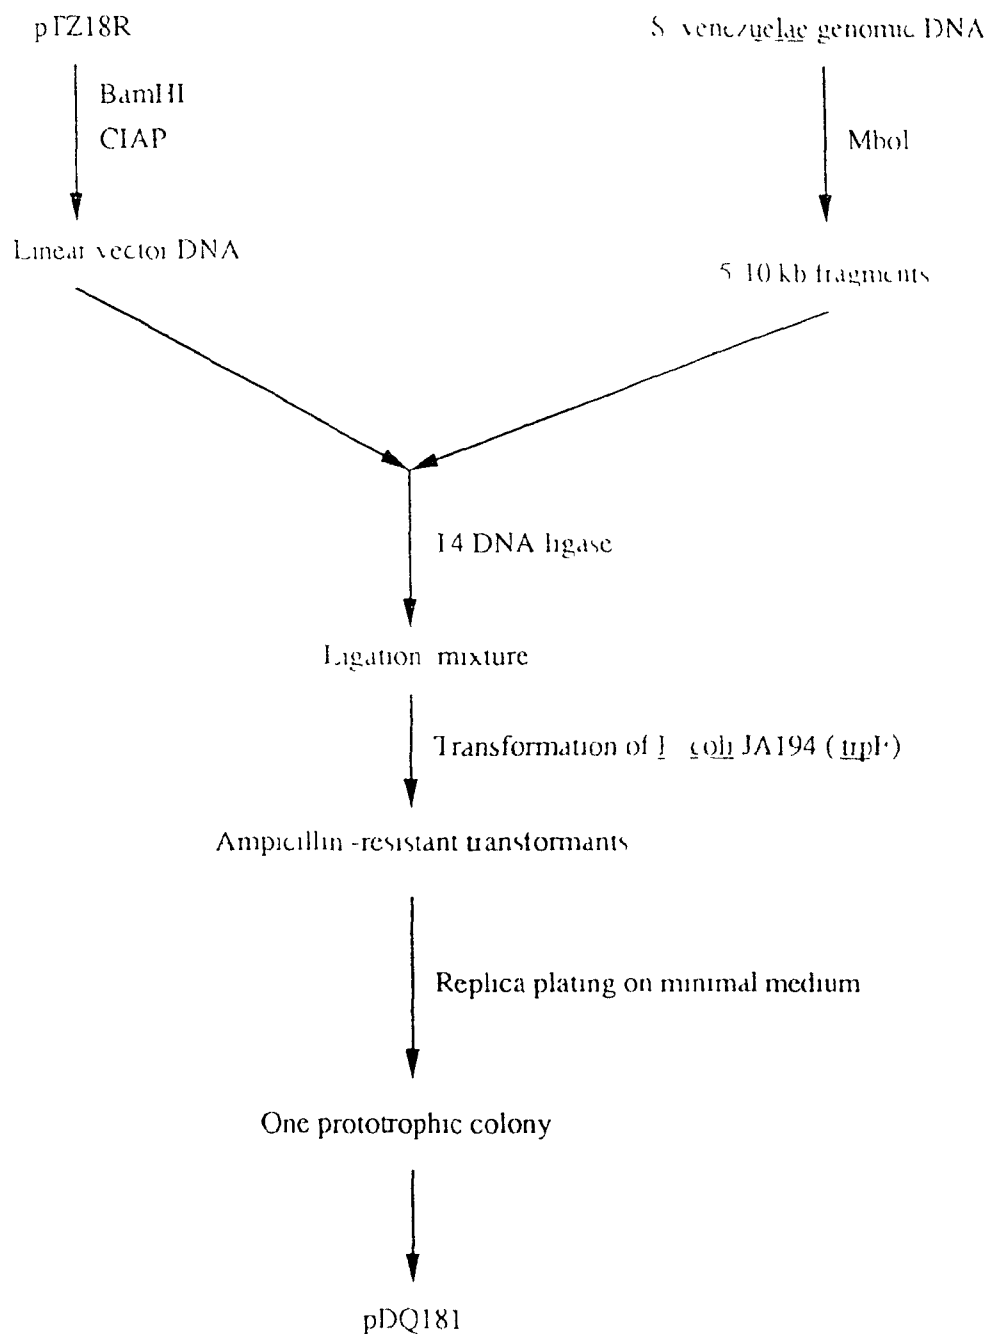 pTZ18R
S. venezuelae genomic DNA
BamHI
CIAP
MboI
Linear vector DNA
5-10 kb fragments
T4 DNA ligase
Ligation mixture
Transformation of E. coli JA194 (trpF)
Ampicillin-resistant transformants
Replica plating on minimal medium
One prototrophic colony
pDQ181